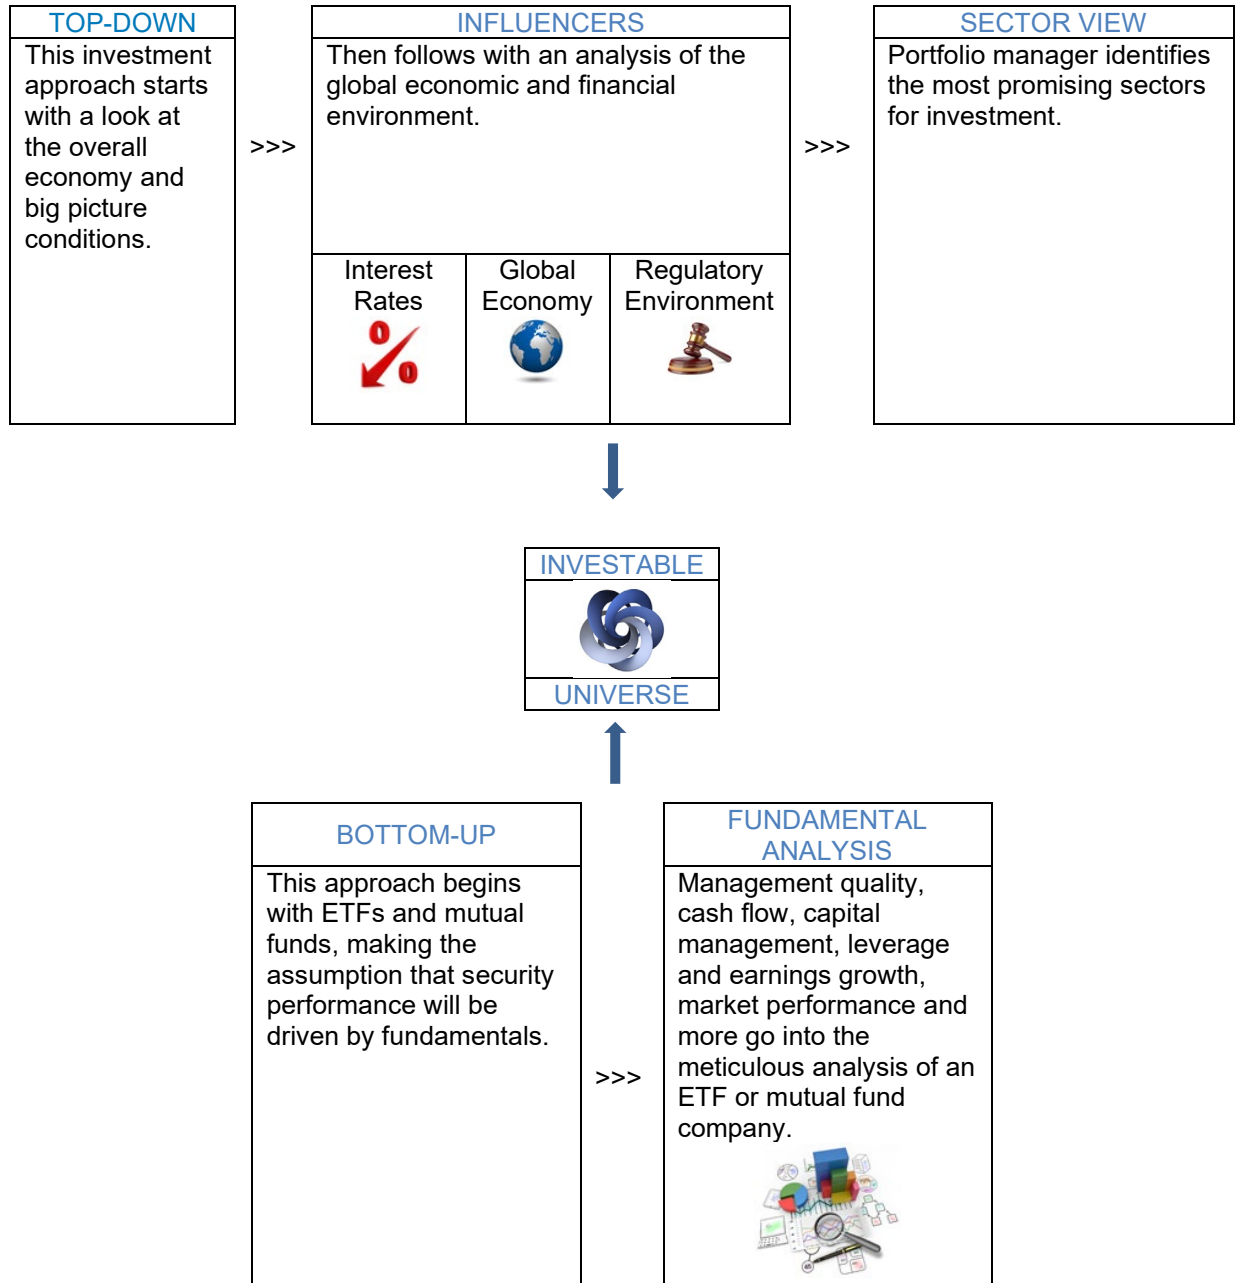 TOP-DOWN
This investment
approach starts
with a look at
the overall
economy and
big picture
conditions.
>>>
INFLUENCERS
Then follows with an analysis of the
global economic and financial
environment.
Interest
Rates
Global
Economy
Regulatory
Environment
>>>
SECTOR VIEW
Portfolio manager identifies
the most promising sectors
for investment.
INVESTABLE
UNIVERSE
BOTTOM-UP
This approach begins
with ETFs and mutual
funds, making the
assumption that security
performance will be
driven by fundamentals.
>>>
FUNDAMENTAL
ANALYSIS
Management quality,
cash flow, capital
management, leverage
and earnings growth,
market performance and
more go into the
meticulous analysis of an
ETF or mutual fund
company.